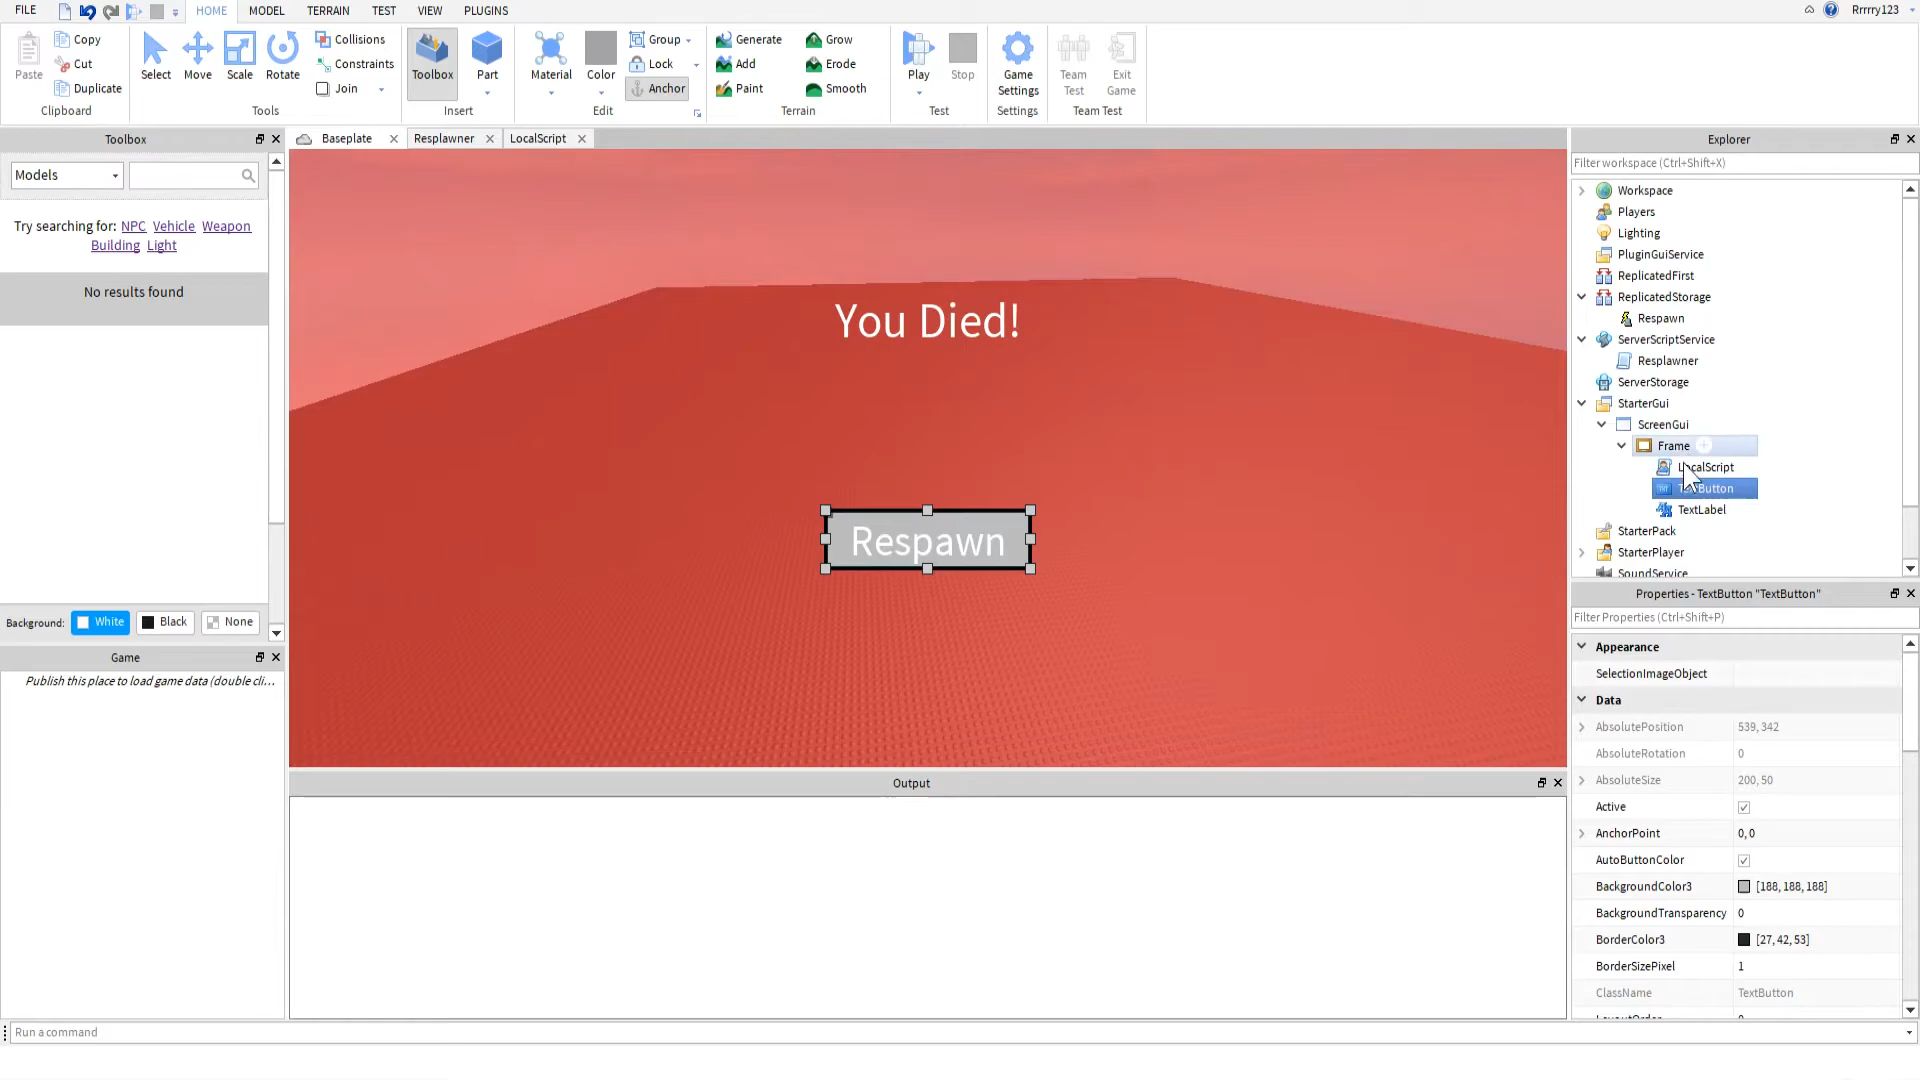 FILE HOME MODEL TERRAIN TEST VIEW PLUGINS Rrrrry123
Paste Copy Cut Duplicate Clipboard
Select Move Scale Rotate Collisions Constraints Join Tools
Toolbox Part Insert
Material Color Group Lock Anchor Edit
Generate Add Paint Grow Erode Smooth Terrain
Play Stop Test
Game Settings Settings
Team Test Exit Game Team Test
Toolbox
Models
Try searching for: NPC Vehicle Weapon
Building Light
No results found
Background: White Black None
Game
Publish this place to load game data (double cli...
Baseplate Resplawner LocalScript
You Died!
Respawn
Output
Run a command
Explorer
Filter workspace (Ctrl+Shift+X)
Workspace
Players
Lighting
PluginGuiService
ReplicatedFirst
ReplicatedStorage
Respawn
ServerScriptService
Resplawner
ServerStorage
StarterGui
ScreenGui
Frame
LocalScript
TextButton
TextLabel
StarterPack
StarterPlayer
SoundService
Properties - TextButton "TextButton"
Filter Properties (Ctrl+Shift+P)
Appearance
SelectionImageObject
Data
AbsolutePosition 539, 342
AbsoluteRotation 0
AbsoluteSize 200, 50
Active
AnchorPoint 0, 0
AutoButtonColor
BackgroundColor3 [188, 188, 188]
BackgroundTransparency 0
BorderColor3 [27, 42, 53]
BorderSizePixel 1
ClassName TextButton
LayoutOrder 0